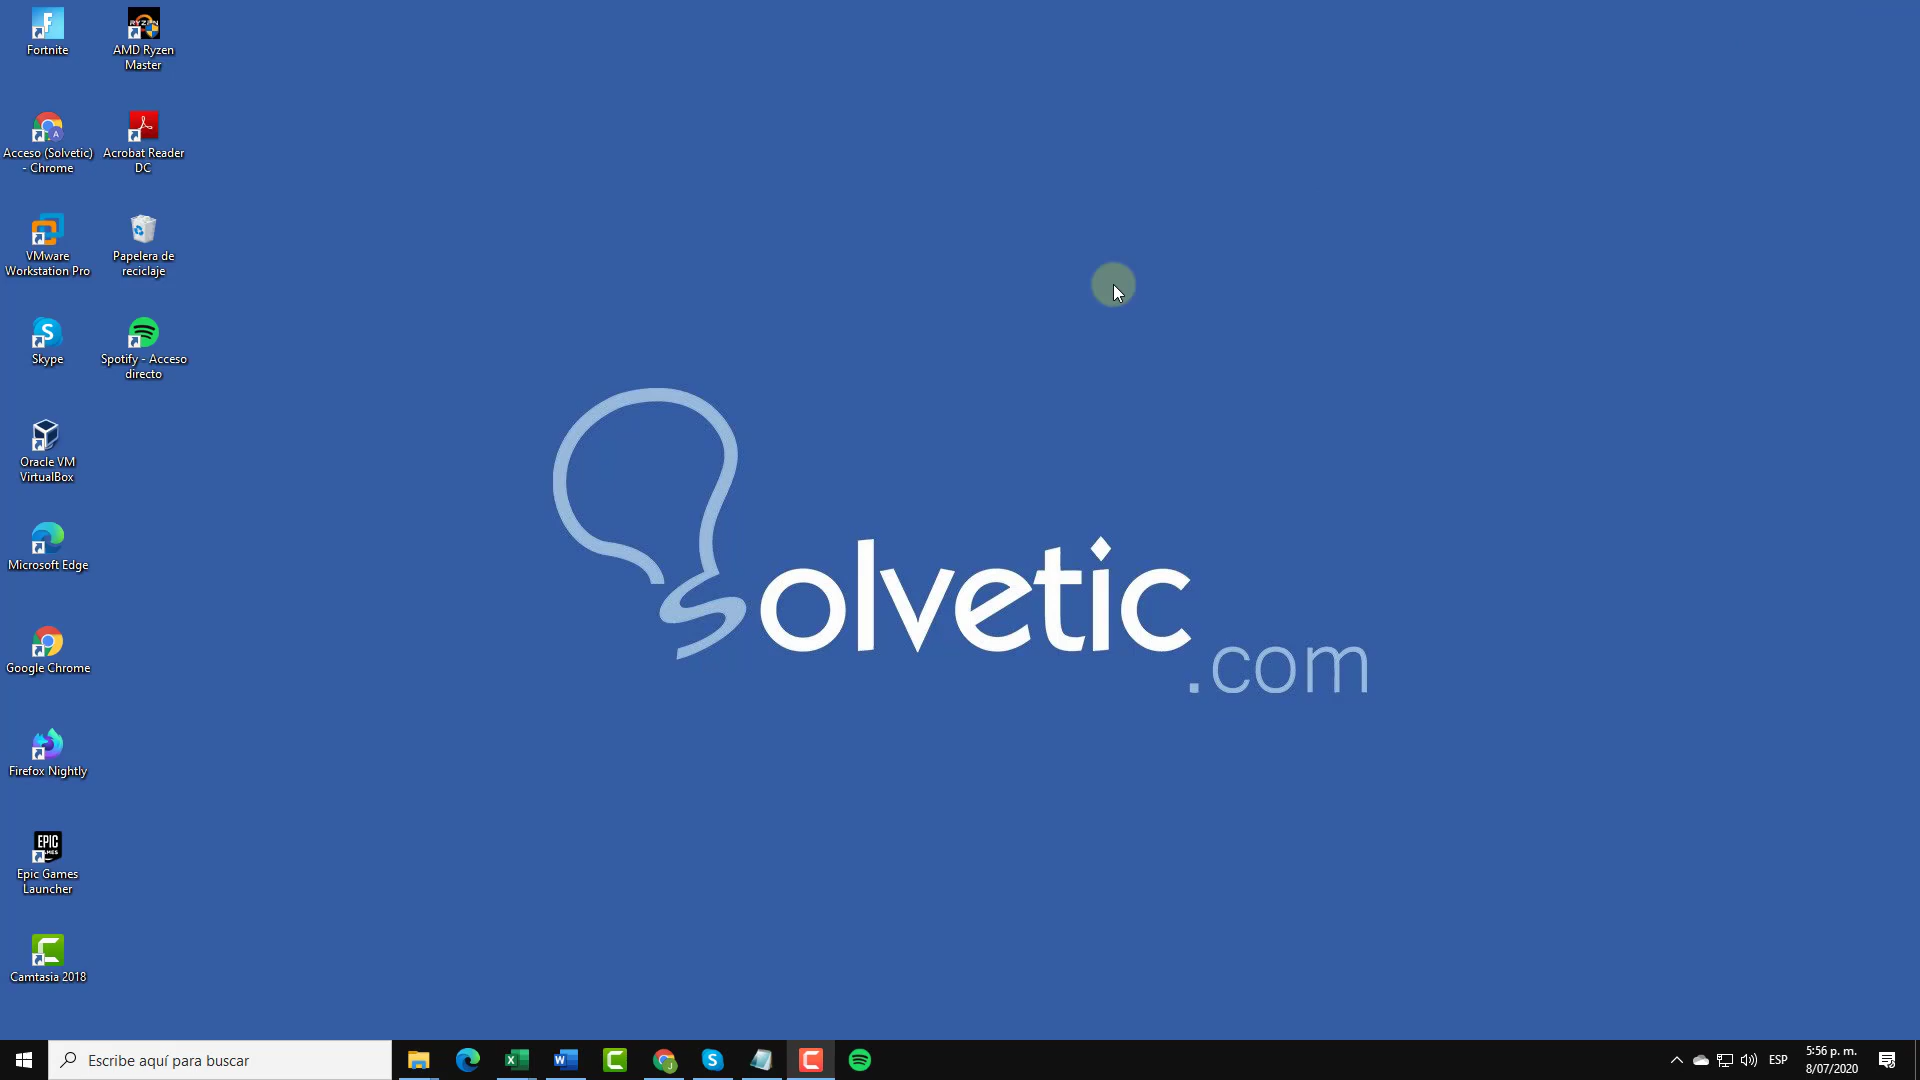 Fortnite
AMD Ryzen
Master
Acceso (Solvetic)
- Chrome
Acrobat Reader
DC
VMware
Workstation Pro
Papelera de
reciclaje
Skype
Spotify - Acceso
directo
Oracle VM
VirtualBox
Microsoft Edge
Google Chrome
Firefox Nightly
EPIC
GAMES
Epic Games
Launcher
Camtasia 2018
solvetic
.com
Escribe aquí para buscar
ESP
5:56 p. m.
8/07/2020